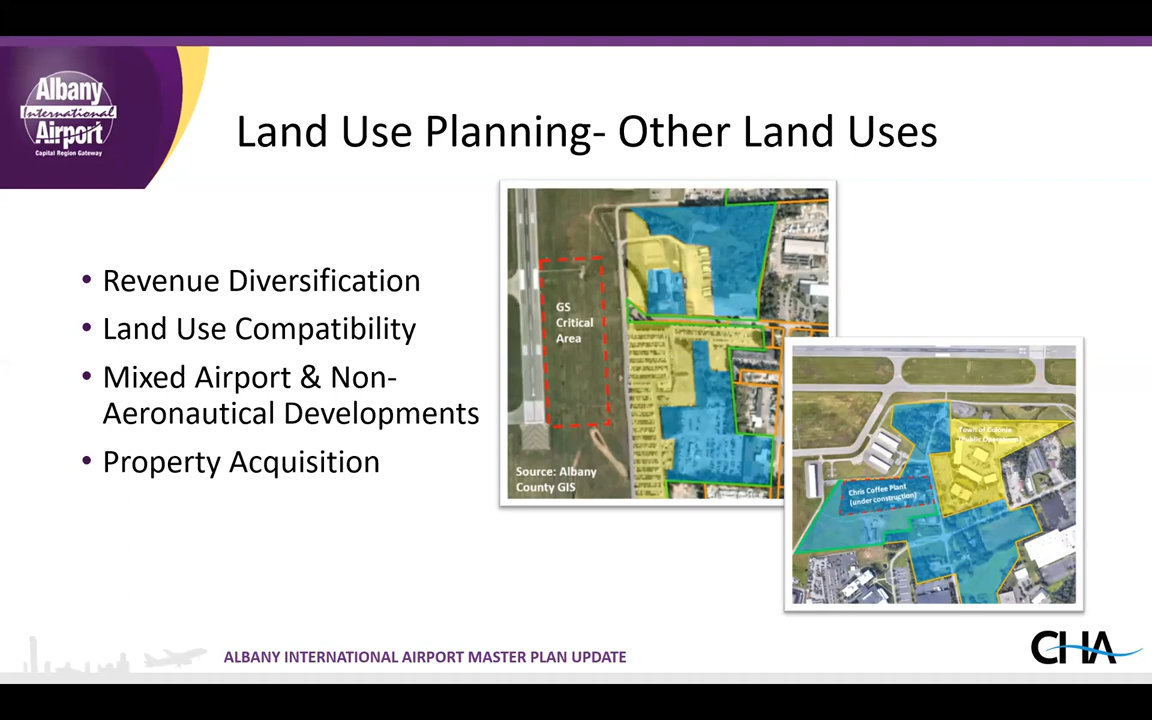 Albany
International
Airport
Capital Region Gateway
Land Use Planning- Other Land Uses
• Revenue Diversification
• Land Use Compatibility
• Mixed Airport & Non-
Aeronautical Developments
• Property Acquisition
GS
Critical
Area
Source: Albany
County GIS
Town of Colonie
Chris Coffee Plant
(under construction)
ALBANY INTERNATIONAL AIRPORT MASTER PLAN UPDATE
CHA